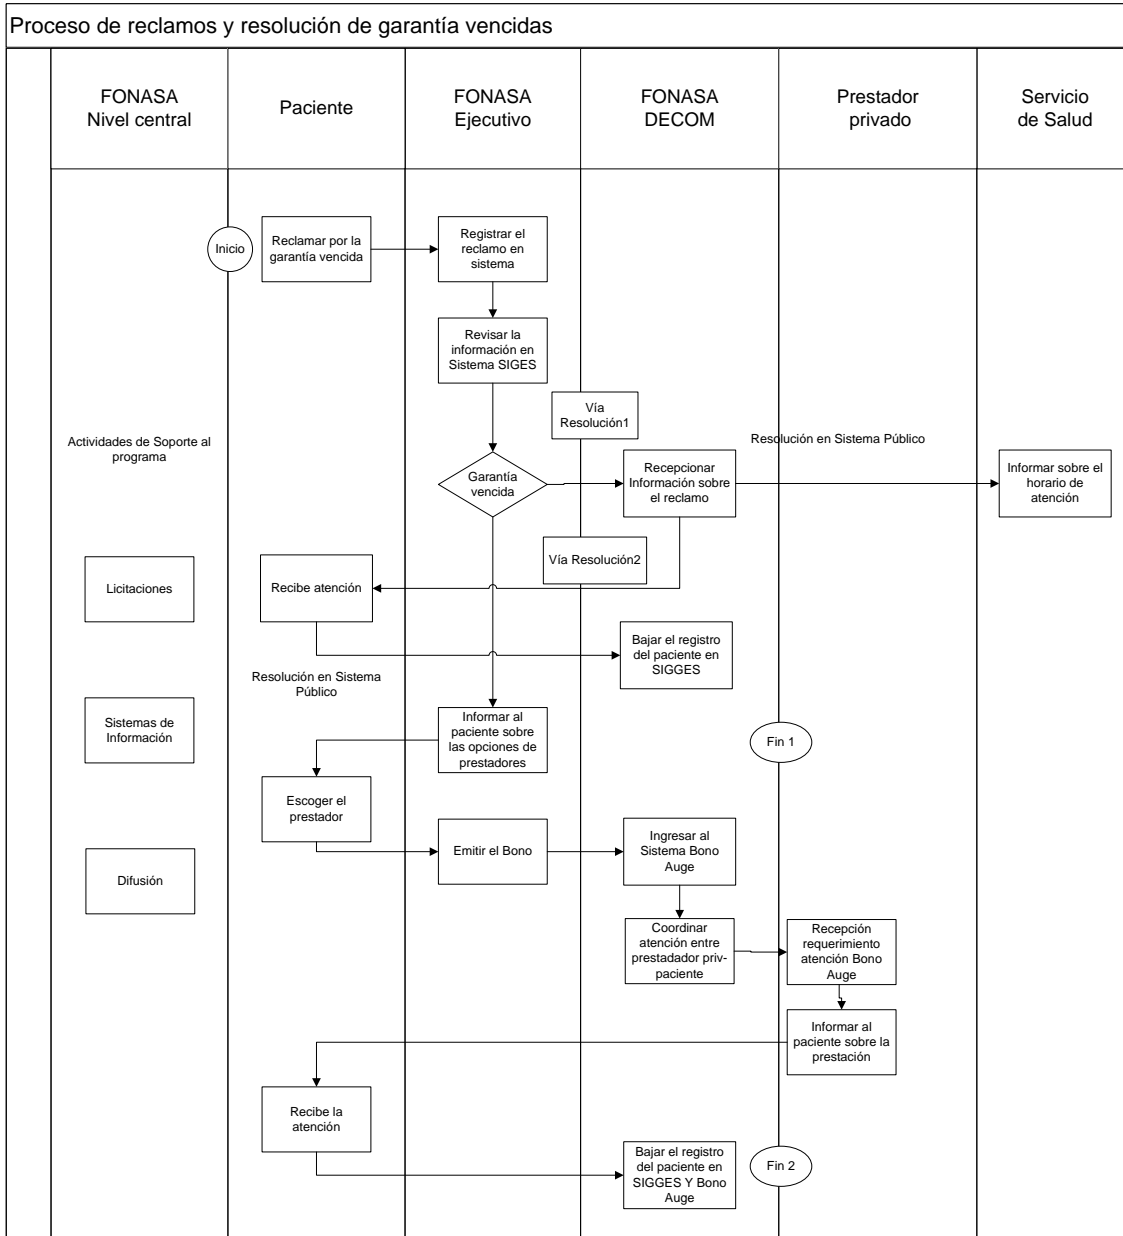 Proceso de reclamos y resolución de garantía vencidas
FONASA
Nivel central
Paciente
FONASA
Ejecutivo
FONASA
DECOM
Prestador
privado
Servicio
de Salud
Inicio
Reclamar por la
garantía vencida
Registrar el
reclamo en
sistema
Revisar la
información en
Sistema SIGES
Vía
Resolución1
Actividades de Soporte al
programa
Resolución en Sistema Público
Garantía
vencida
Recepcionar
Información sobre
el reclamo
Informar sobre el
horario de
atención
Vía Resolución2
Licitaciones
Recibe atención
Bajar el registro
del paciente en
SIGGES
Resolución en Sistema
Público
Sistemas de
Información
Informar al
paciente sobre
las opciones de
prestadores
Fin 1
Escoger el
prestador
Emitir el Bono
Ingresar al
Sistema Bono
Auge
Difusión
Coordinar
atención entre
prestadador priv-
paciente
Recepción
requerimiento
atención Bono
Auge
Informar al
paciente sobre la
prestación
Recibe la
atención
Bajar el registro
del paciente en
SIGGES Y Bono
Auge
Fin 2